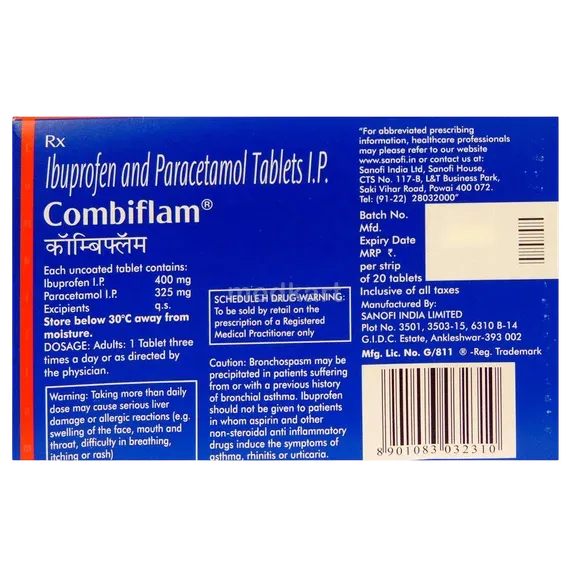 Rx
Ibuprofen and Paracetamol Tablets I.P.
Combiflam®
कॉम्बिफ्लॅम
Each uncoated tablet contains:
Ibuprofen I.P. 400 mg
Paracetamol I.P. 325 mg
Excipients q.s.
Store below 30°C away from
moisture.
DOSAGE: Adults: 1 Tablet three
times a day or as directed by
the physician.
Warning: Taking more than daily
dose may cause serious liver
damage or allergic reactions (e.g.
swelling of the face, mouth and
throat, difficulty in breathing,
itching or rash)
medkart
SCHEDULE H DRUG-WARNING:
To be sold by retail on the
prescription of a Registered
Medical Practitioner only
Caution: Bronchospasm may be
precipitated in patients suffering
from or with a previous history
of bronchial asthma. Ibuprofen
should not be given to patients
in whom aspirin and other
non-steroidal anti inflammatory
drugs induce the symptoms of
asthma, rhinitis or urticaria.
"For abbreviated prescribing
information, healthcare professionals
may please refer to our website
www.sanofi.in or contact us at:
Sanofi India Ltd, Sanofi House,
CTS No. 117-B, L&T Business Park,
Saki Vihar Road, Powai 400 072.
Tel: (91-22) 28032000"
Batch No.
Mfd.
Expiry Date
MRP ₹.
per strip
of 20 tablets
Inclusive of all taxes
Manufactured By:
SANOFI INDIA LIMITED
Plot No. 3501, 3503-15, 6310 B-14
G.I.D.C. Estate, Ankleshwar-393 002
Mfg. Lic. No. G/811 ® -Reg. Trademark
8901083032310